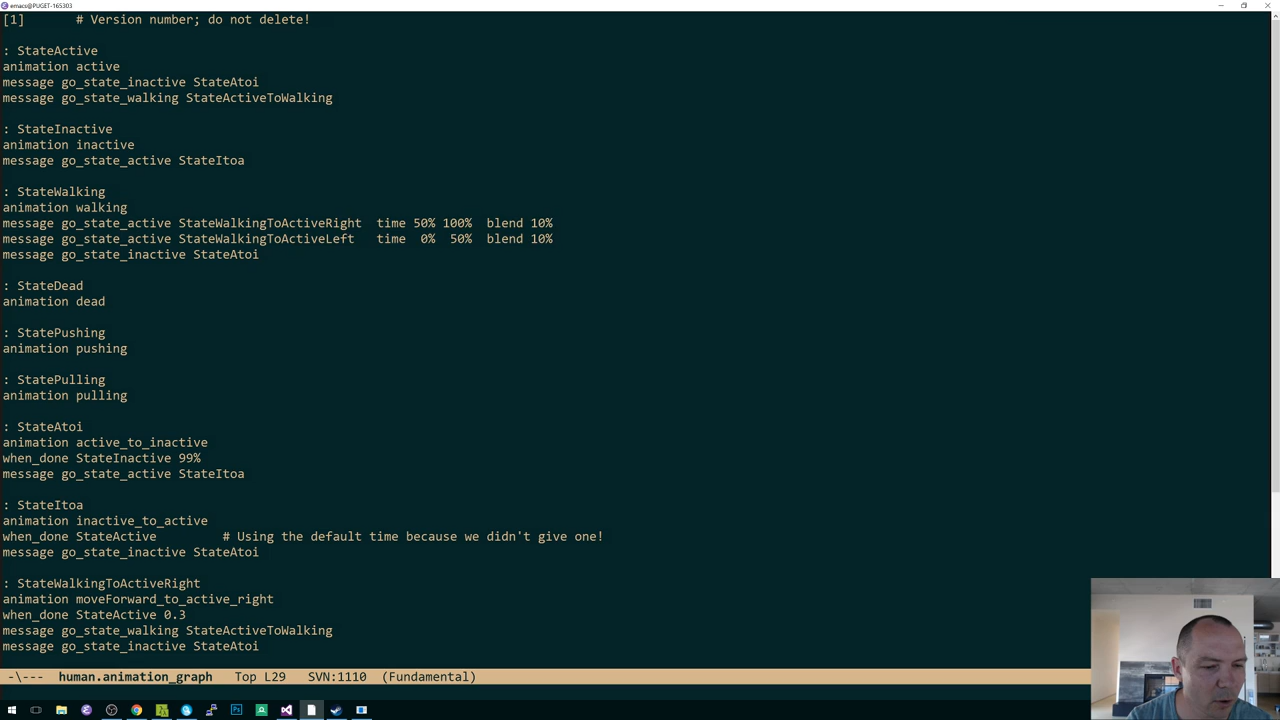 emacs@PUGET-165303
[1]       # Version number; do not delete!
: StateActive
animation active
message go_state_inactive StateAtoi
message go_state_walking StateActiveToWalking
: StateInactive
animation inactive
message go_state_active StateItoa
: StateWalking
animation walking
message go_state_active StateWalkingToActiveRight  time 50% 100%  blend 10%
message go_state_active StateWalkingToActiveLeft   time  0%  50%  blend 10%
message go_state_inactive StateAtoi
: StateDead
animation dead
: StatePushing
animation pushing
: StatePulling
animation pulling
: StateAtoi
animation active_to_inactive
when_done StateInactive 99%
message go_state_active StateItoa
: StateItoa
animation inactive_to_active
when_done StateActive         # Using the default time because we didn't give one!
message go_state_inactive StateAtoi
: StateWalkingToActiveRight
animation moveForward_to_active_right
when_done StateActive 0.3
message go_state_walking StateActiveToWalking
message go_state_inactive StateAtoi
-\---  human.animation_graph   Top L29   SVN:1110  (Fundamental)